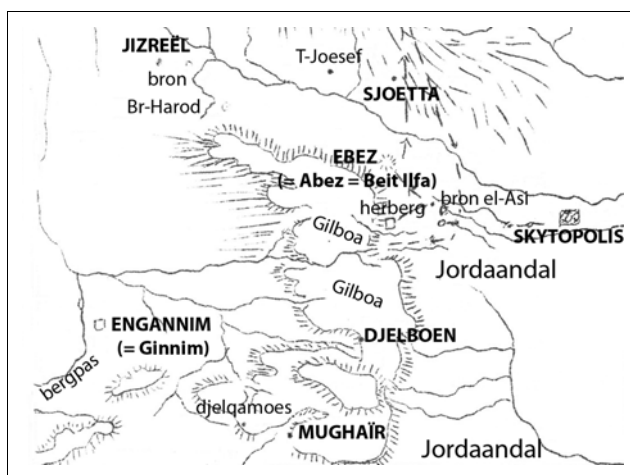 JIZREËL
T-Joesef
bron
SJOETTA
Br-Harod
EBEZ
(= Abez = Beit Ilfa)
bron el-Asi
herberg
Gilboa
SKYTOPOLIS
Jordaandal
Gilboa
ENGANNIM
(= Ginnim)
DJELBOEN
bergpas
djelqamoes
MUGHAÏR
Jordaandal